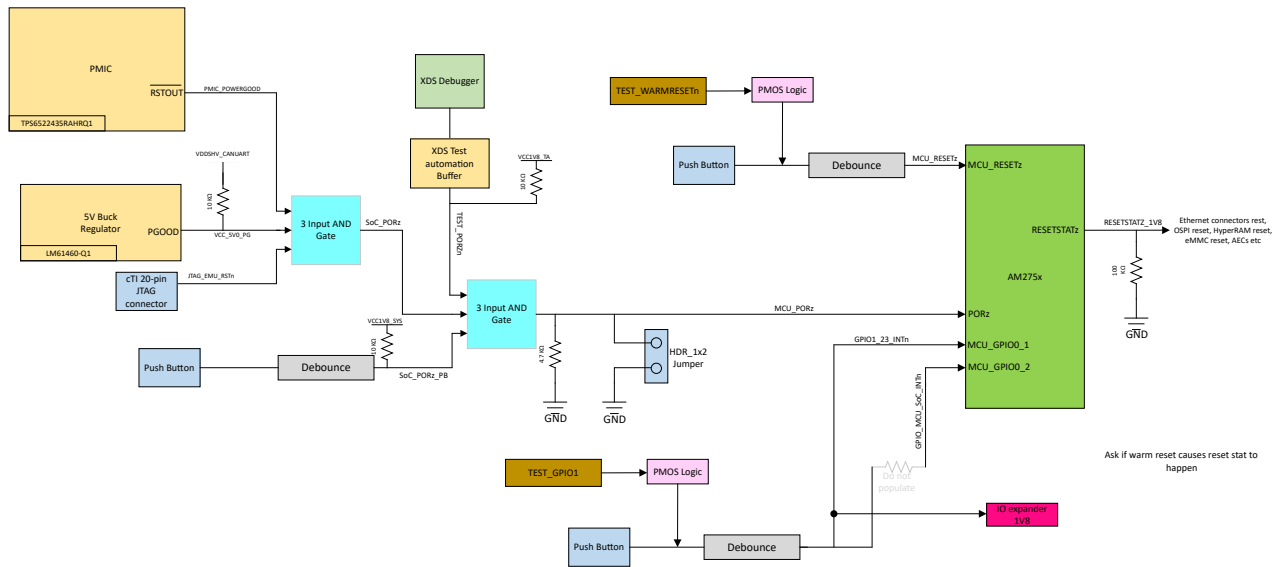 PMIC
RSTOUT
TPS6522435RAHRQ1
PMIC_POWERGOOD
VDDSHV_CANUART
10 KΩ
5V Buck
Regulator
PGOOD
LM61460-Q1
VCC_5V0_PG
cTI 20-pin
JTAG
connector
JTAG_EMU_RSTn
3 Input AND
Gate
SoC_PORz
XDS Debugger
XDS Test
automation
Buffer
VCC1V8_TA
10 KΩ
TEST_PORZn
VCC1V8_SYS
10 KΩ
Push Button
Debounce
SoC_PORz_PB
3 Input AND
Gate
4.7 KΩ
GND
HDR_1x2
Jumper
GND
MCU_PORz
TEST_WARMRESETn
PMOS Logic
Push Button
Debounce
MCU_RESETz
MCU_RESETz
RESETSTATz
AM275x
PORz
MCU_GPIO0_1
MCU_GPIO0_2
RESETSTATZ_1V8
Ethernet connectors rest,
OSPI reset, HyperRAM reset,
eMMC reset, AECs etc
100
KΩ
GND
GPIO1_23_INTn
GPIO_MCU_SoC_INTn
Do not
populate
TEST_GPIO1
PMOS Logic
Push Button
Debounce
IO expander
1V8
Ask if warm reset causes reset stat to
happen